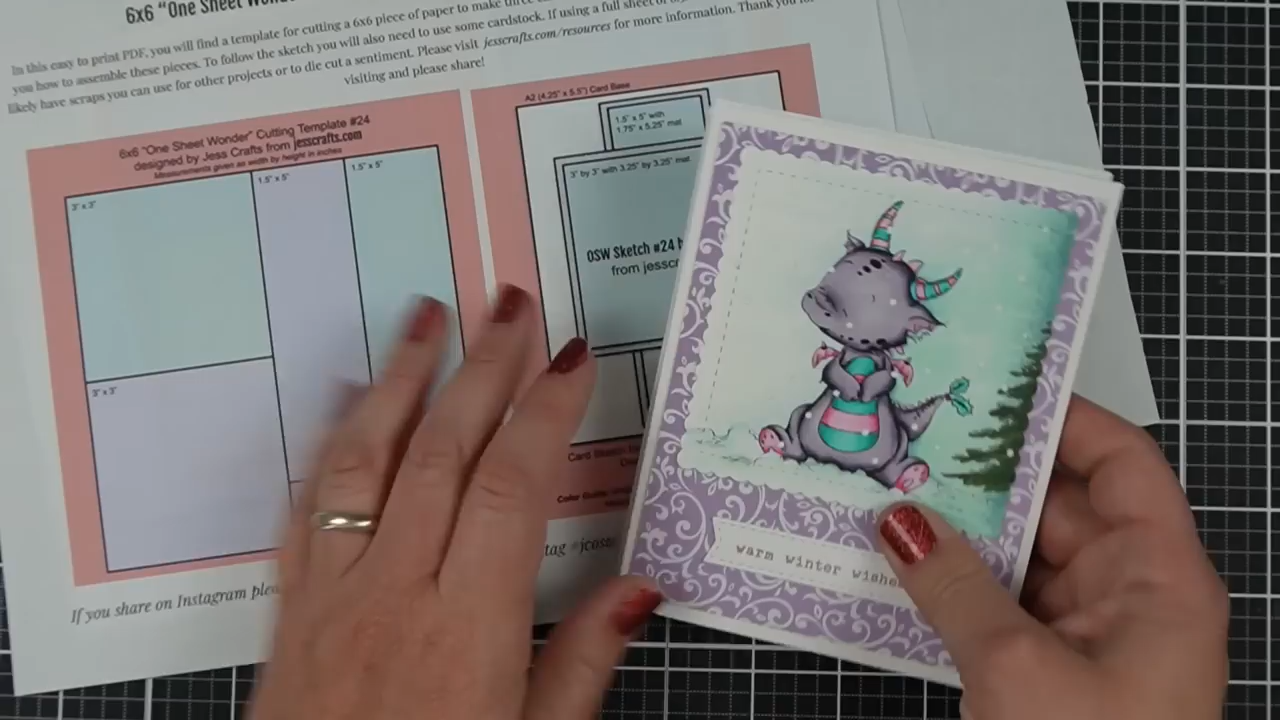 6x6 "One Sheet
In this easy to print PDF, you will find a template for cutting a 6x6 piece of paper to make three
you how to assemble these pieces. To follow the sketch you will also need to use some cardstock. If using a full sheet of
likely have scraps you can use for other projects or to die cut a sentiment. Please visit jesscrafts.com/resources for more information. Thank you for
visiting and please share!
6x6 "One Sheet Wonder" Cutting Template #24
designed by Jess Crafts from jesscrafts.com
Measurements given as width by height in inches
3" x 3"
1.5" x 5"
1.5" x 5"
3" x 3"
A2 (4.25" x 5.5") Card Base
1.5" x 5" with
1.75" x 5.25" mat
3" by 3" with 3.25" by 3.25" mat
OSW Sketch #24
from
Card Sketch
Color Guide:
If you share on Instagram
tag
warm winter